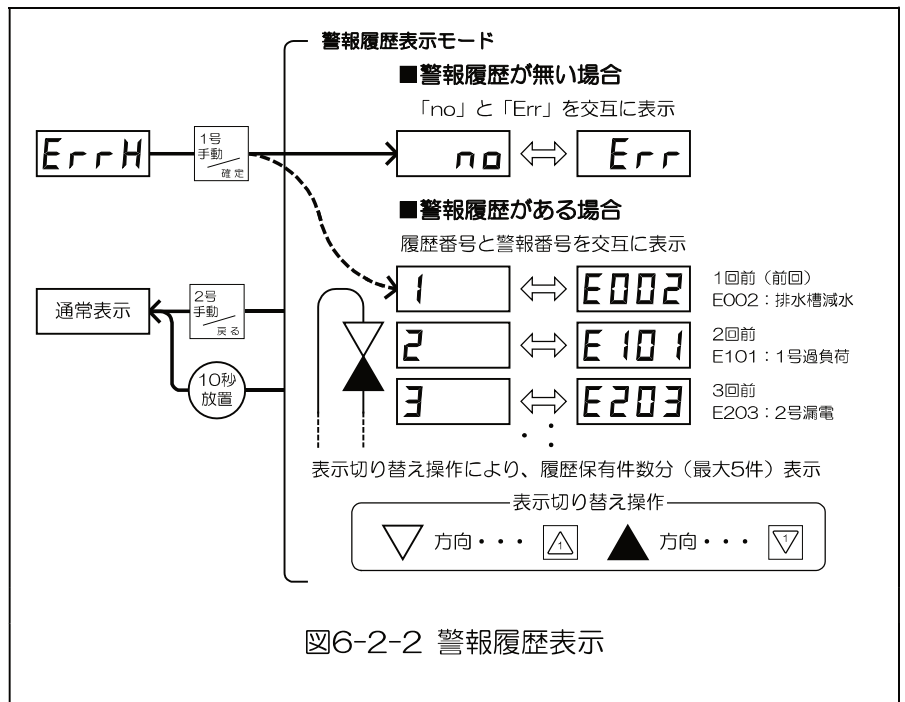 警報履歴表示モード
■警報履歴が無い場合
「no」と「Err」を交互に表示
ErrH
1号
手動
確定
no
Err
■警報履歴がある場合
履歴番号と警報番号を交互に表示
1
E002
1回前（前回）
E002：排水槽減水
通常表示
2号
手動
戻る
10秒
放置
2
E101
2回前
E101：1号過負荷
3
E203
3回前
E203：2号漏電
表示切り替え操作により、履歴保有件数分（最大5件）表示
表示切り替え操作
方向・・・ 1
方向・・・ 1
図6-2-2 警報履歴表示